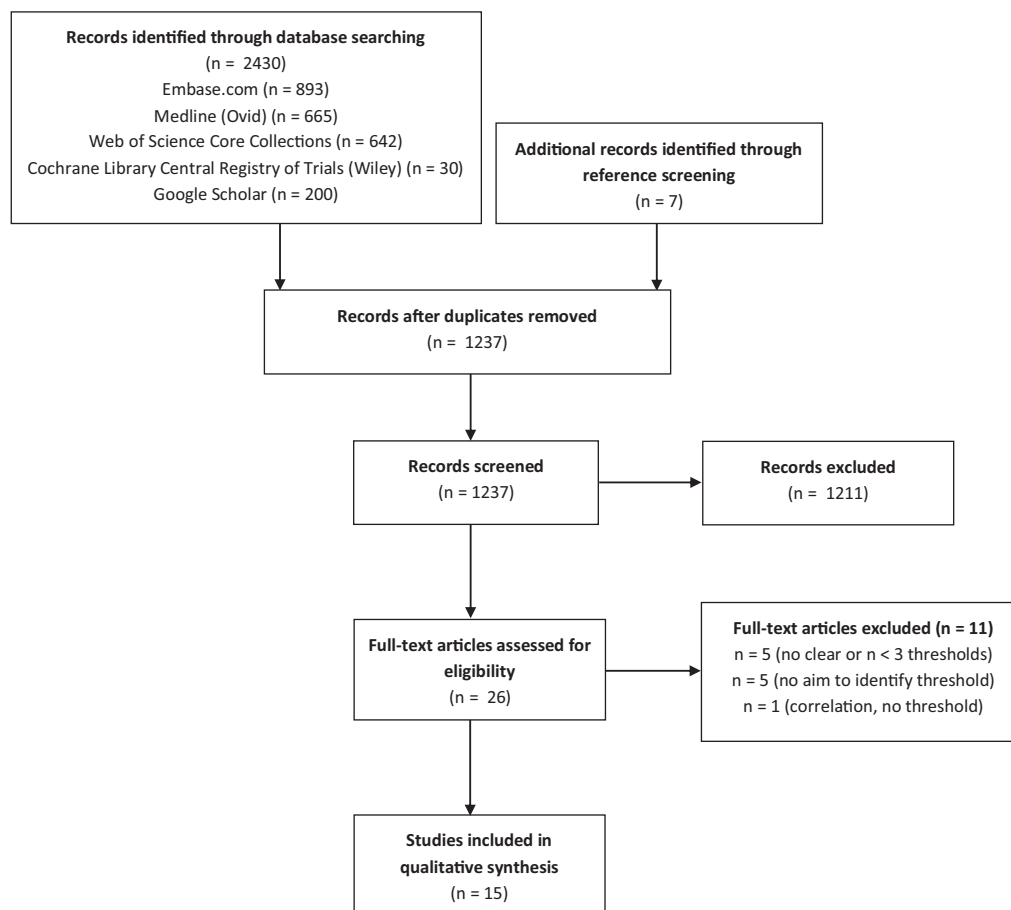 Records identified through database searching
(n = 2430)
Embase.com (n = 893)
Medline (Ovid) (n = 665)
Web of Science Core Collections (n = 642)
Cochrane Library Central Registry of Trials (Wiley) (n = 30)
Google Scholar (n = 200)
Additional records identified through
reference screening
(n = 7)
Records after duplicates removed
(n = 1237)
Records screened
(n = 1237)
Records excluded
(n = 1211)
Full-text articles assessed for
eligibility
(n = 26)
Full-text articles excluded (n = 11)
n = 5 (no clear or n < 3 thresholds)
n = 5 (no aim to identify threshold)
n = 1 (correlation, no threshold)
Studies included in
qualitative synthesis
(n = 15)